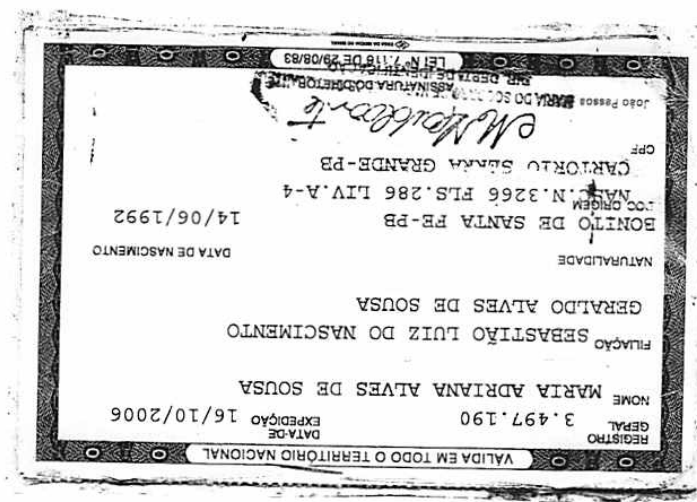 VÁLIDA EM TODO O TERRITÓRIO NACIONAL
REGISTRO GERAL 3.497.190 DATA DE EXPEDIÇÃO 16/10/2006
NOME MARIA ADRIANA ALVES DE SOUSA
FILIAÇÃO SEBASTIÃO LUIZ DO NASCIMENTO
GERALDO ALVES DE SOUSA
NATURALIDADE DATA DE NASCIMENTO
BONITO DE SANTA FE-PB 14/06/1992
DOC ORIGEM NASC.N.3266 FLS.286 LIV.A-4
CARTORIO SERRA GRANDE-PB
CPF
João Pessoa
ASSINATURA DO DIRETOR
LEI Nº 7.116 DE 29/08/83